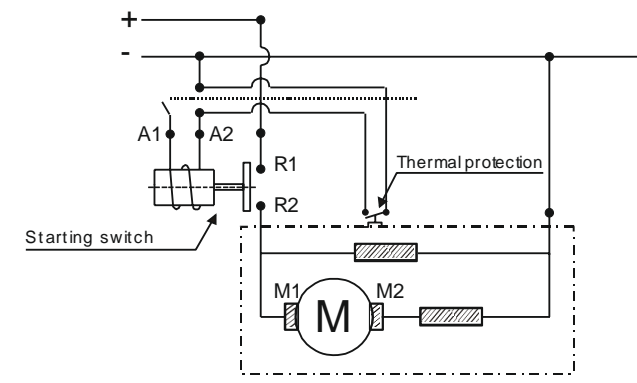 +
-
A1 A2
R1
Thermal protection
R2
Starting switch
M1 M M2